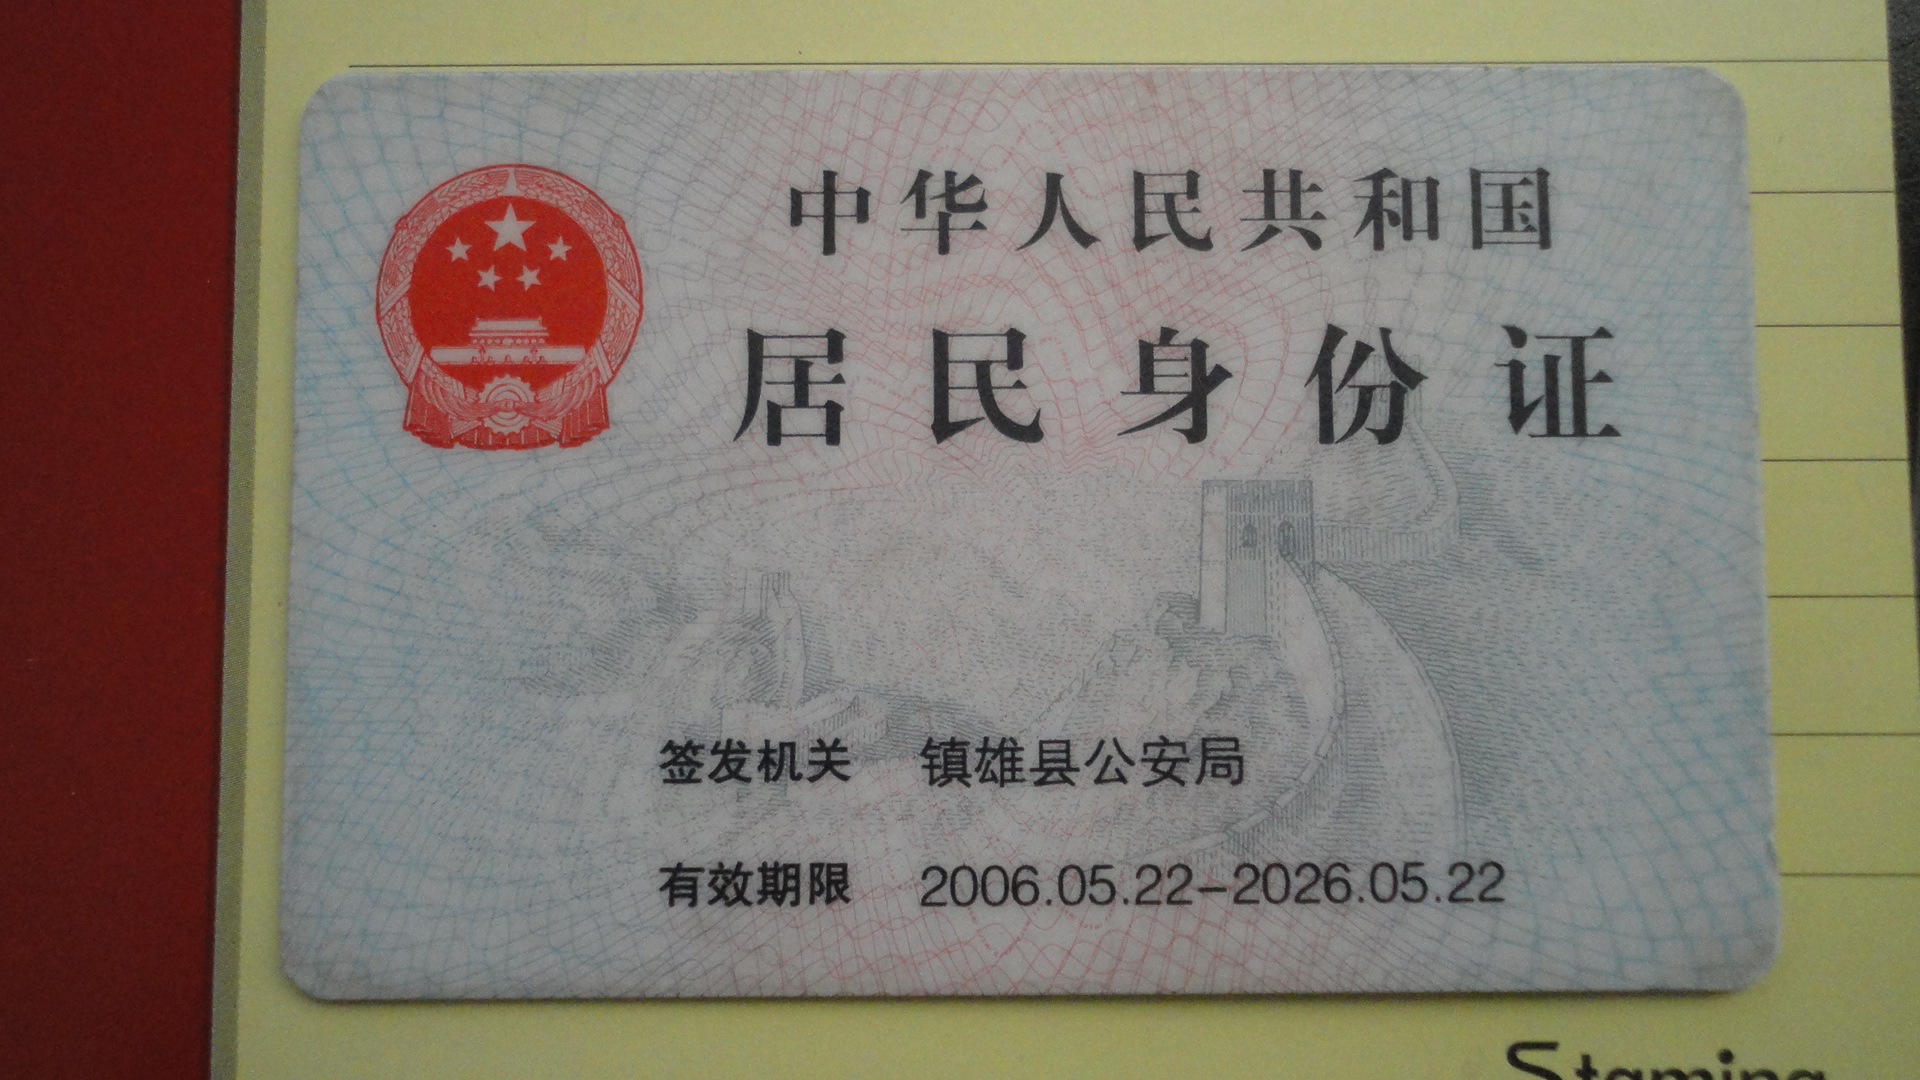 中华人民共和国
居民身份证
签发机关 镇雄县公安局
有效期限 2006.05.22-2026.05.22